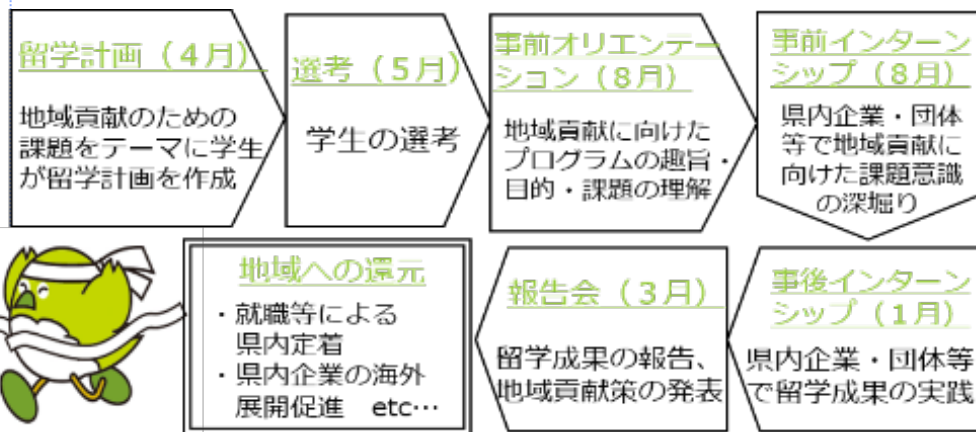 留学計画（４月）
地域貢献のための
課題をテーマに学生
が留学計画を作成
選考（５月）
学生の選考
事前オリエンテー
ション（８月）
地域貢献に向けた
プログラムの趣旨・
目的・課題の理解
事前インターン
シップ（８月）
県内企業・団体
等で地域貢献に
向けた課題意識
の深堀り
事後インターン
シップ（１月）
県内企業・団体等
で留学成果の実践
報告会（３月）
留学成果の報告、
地域貢献策の発表
地域への還元
・就職等による
県内定着
・県内企業の海外
展開促進　etc…